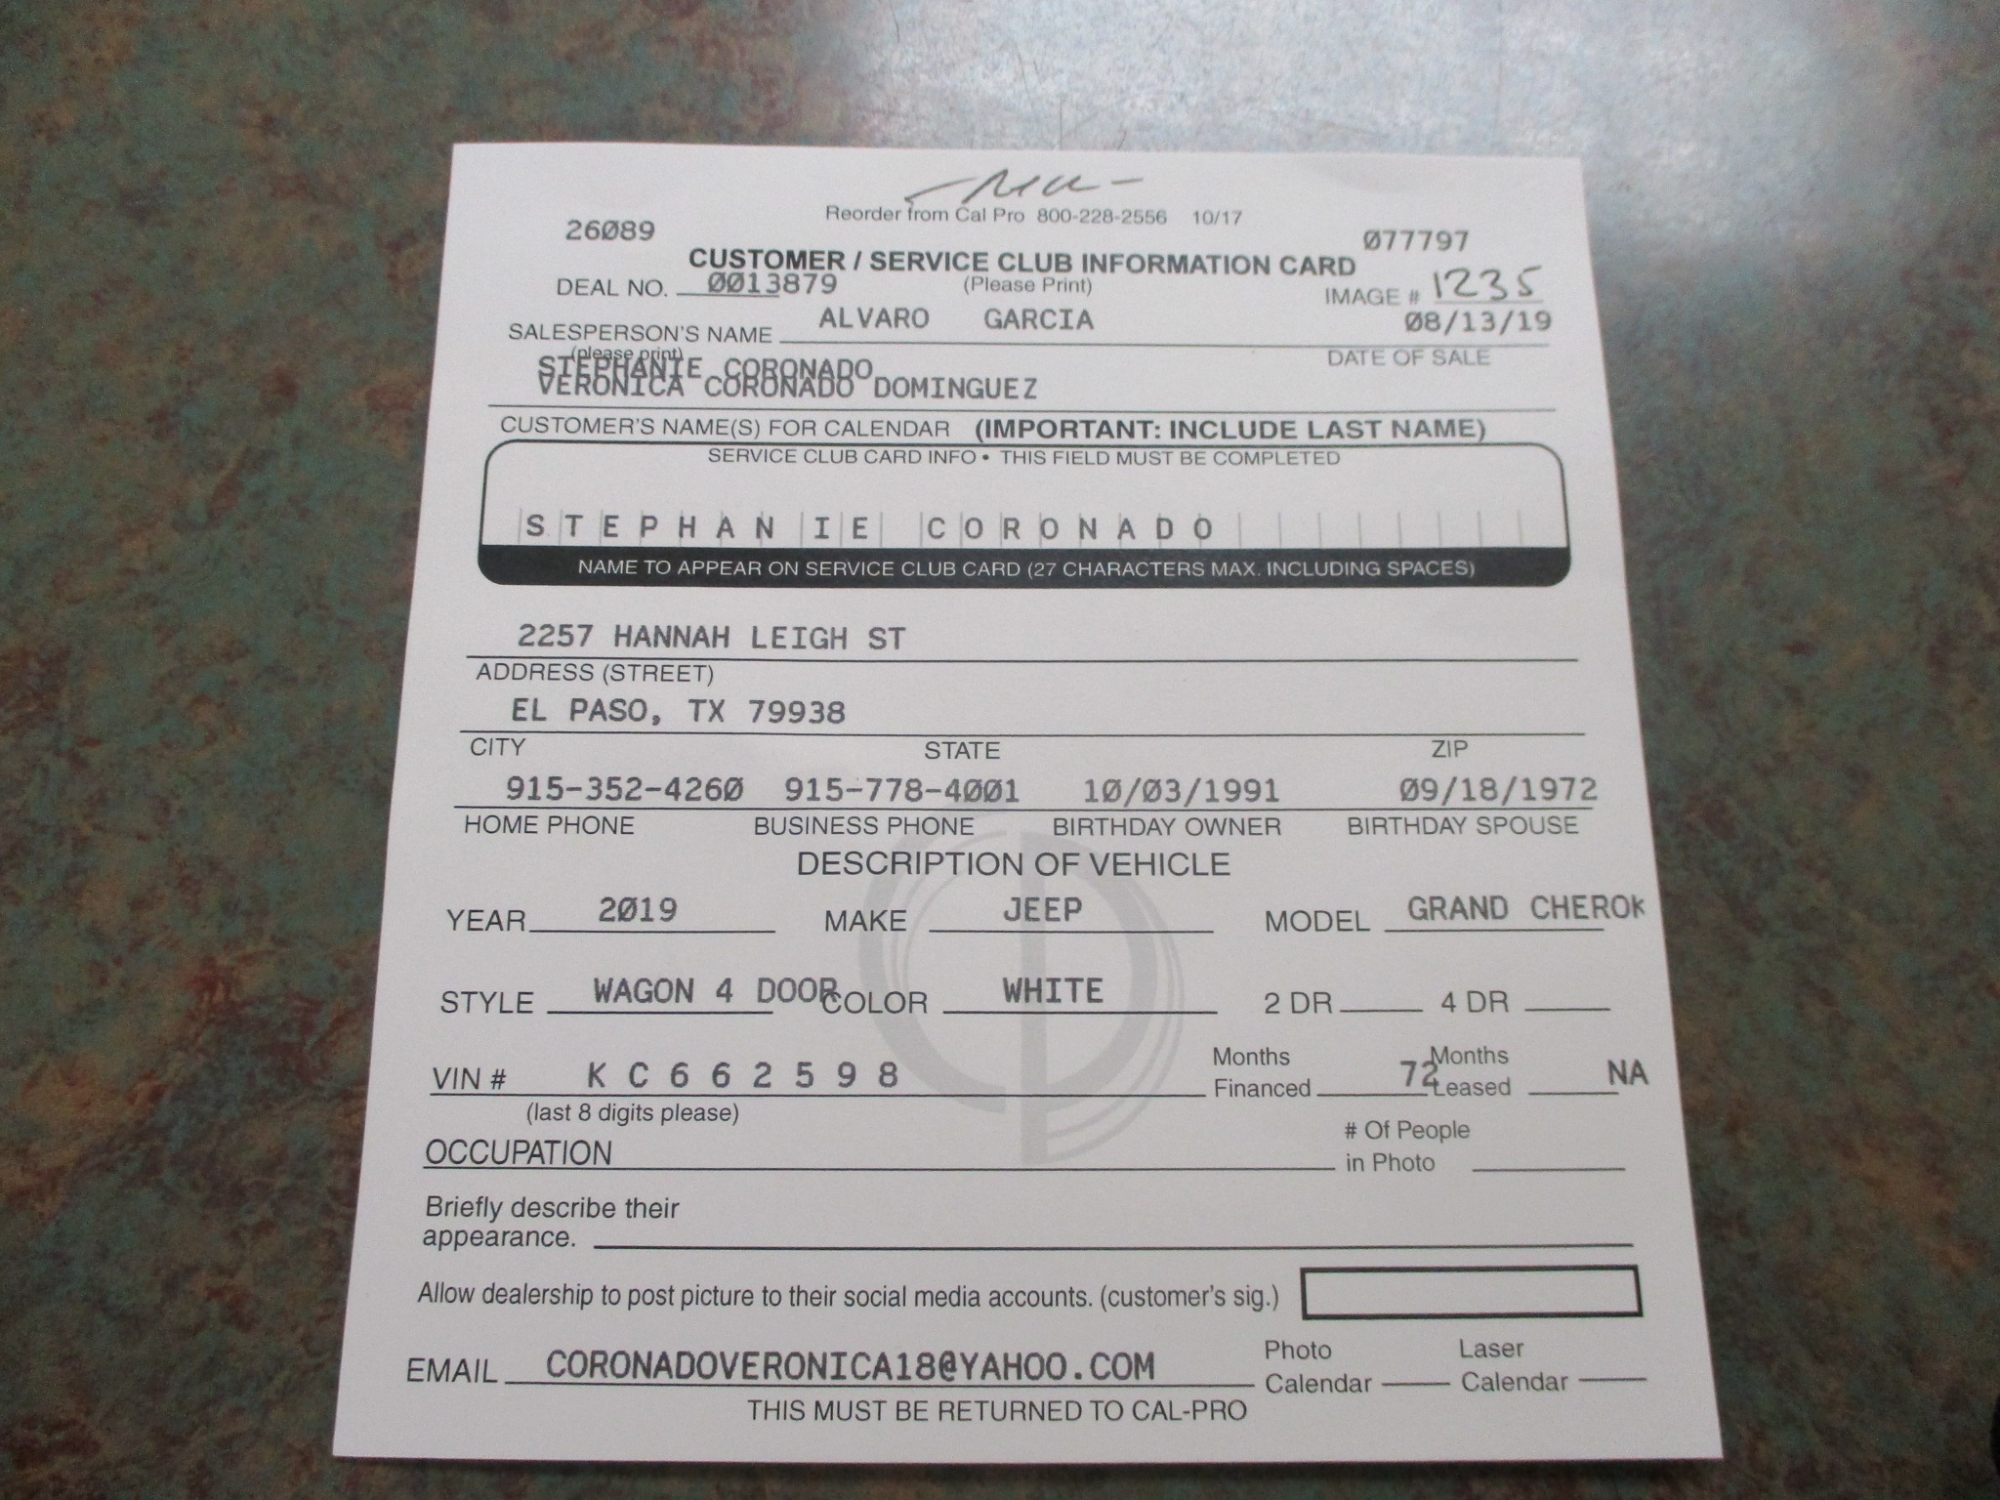 Reorder from Cal Pro 800-228-2556 10/17
26089 077797
CUSTOMER / SERVICE CLUB INFORMATION CARD
DEAL NO. 0013879 (Please Print) IMAGE # 1235
SALESPERSON'S NAME ALVARO GARCIA 08/13/19
(please print) DATE OF SALE
STEPHANIE CORONADO
VERONICA CORONADO DOMINGUEZ
CUSTOMER'S NAME(S) FOR CALENDAR (IMPORTANT: INCLUDE LAST NAME)
SERVICE CLUB CARD INFO • THIS FIELD MUST BE COMPLETED
STEPHANIE CORONADO
NAME TO APPEAR ON SERVICE CLUB CARD (27 CHARACTERS MAX. INCLUDING SPACES)
2257 HANNAH LEIGH ST
ADDRESS (STREET)
EL PASO, TX 79938
CITY STATE ZIP
915-352-4260 915-778-4001 10/03/1991 09/18/1972
HOME PHONE BUSINESS PHONE BIRTHDAY OWNER BIRTHDAY SPOUSE
DESCRIPTION OF VEHICLE
YEAR 2019 MAKE JEEP MODEL GRAND CHEROK
STYLE WAGON 4 DOOR COLOR WHITE 2 DR 4 DR
VIN # K C 6 6 2 5 9 8 Months Financed 72 Months Leased NA
(last 8 digits please)
OCCUPATION # Of People in Photo
Briefly describe their
appearance.
Allow dealership to post picture to their social media accounts. (customer's sig.)
EMAIL CORONADOVERONICA18@YAHOO.COM Photo Calendar Laser Calendar
THIS MUST BE RETURNED TO CAL-PRO